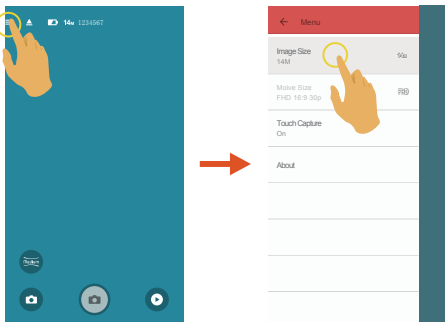 14M 1234567
Menu
Image Size
14M
Moive Size
FHD 16:9 30p
FHD
Touch Capture
On
About